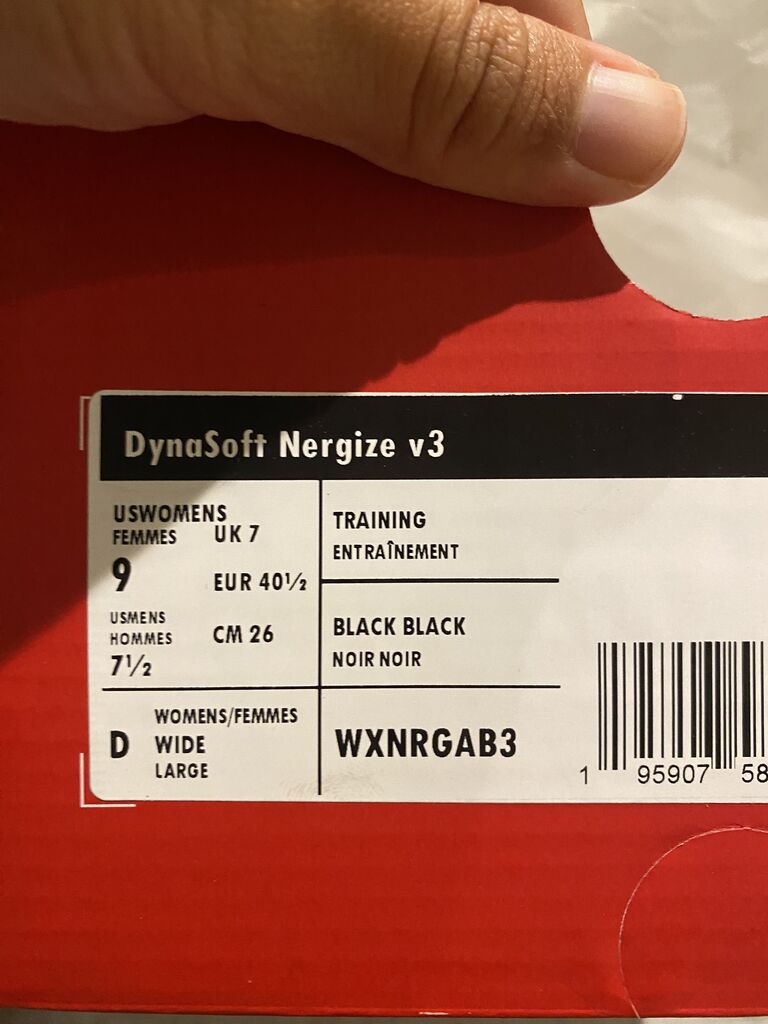 DynaSoft Nergize v3
USWOMENS
FEMMES
9
UK 7
EUR 40½
USMENS
HOMMES
7½
CM 26
TRAINING
ENTRAÎNEMENT
BLACK BLACK
NOIR NOIR
D
WOMENS/FEMMES
WIDE
LARGE
WXNRGAB3
1 95907 58